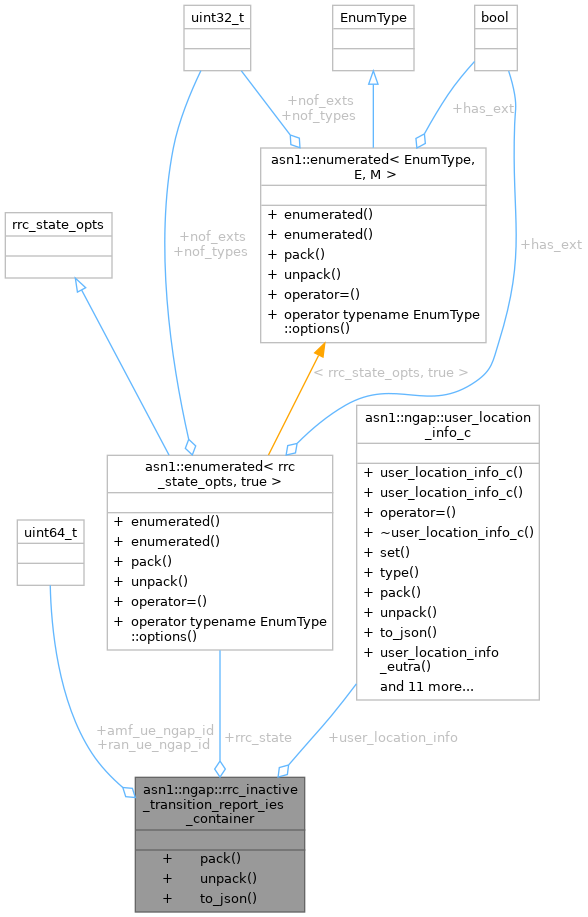 uint32_t
EnumType
bool
+nof_exts
+nof_types
+has_ext
asn1::enumerated< EnumType,
E, M >
+ enumerated()
+ enumerated()
+ pack()
+ unpack()
+ operator=()
+ operator typename EnumType
::options()
rrc_state_opts
+nof_exts
+nof_types
+has_ext
< rrc_state_opts, true >
asn1::ngap::user_location
_info_c
+ user_location_info_c()
+ user_location_info_c()
+ operator=()
+ ~user_location_info_c()
+ set()
+ type()
+ pack()
+ unpack()
+ to_json()
+ user_location_info
_eutra()
and 11 more...
asn1::enumerated< rrc
_state_opts, true >
+ enumerated()
+ enumerated()
+ pack()
+ unpack()
+ operator=()
+ operator typename EnumType
::options()
uint64_t
+amf_ue_ngap_id
+ran_ue_ngap_id
+rrc_state
+user_location_info
asn1::ngap::rrc_inactive
_transition_report_ies
_container
+ pack()
+ unpack()
+ to_json()